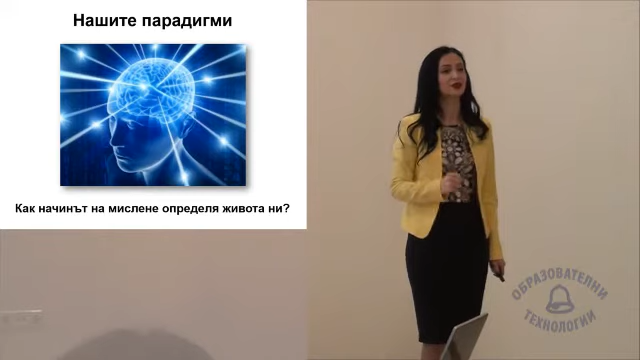 Нашите парадигми
Как начинът на мислене определя живота ни?
ОБРАЗОВАТЕЛНИ
ТЕХНОЛОГИИ